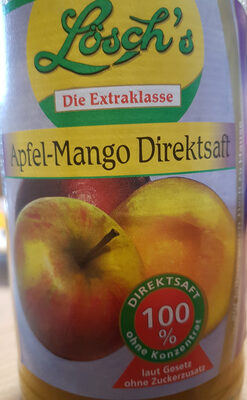 Lösch's
Die Extraklasse
Apfel-Mango Direktsaft
DIREKTSAFT
100
%
ohne Konzentrat
laut Gesetz
ohne Zuckerzusatz